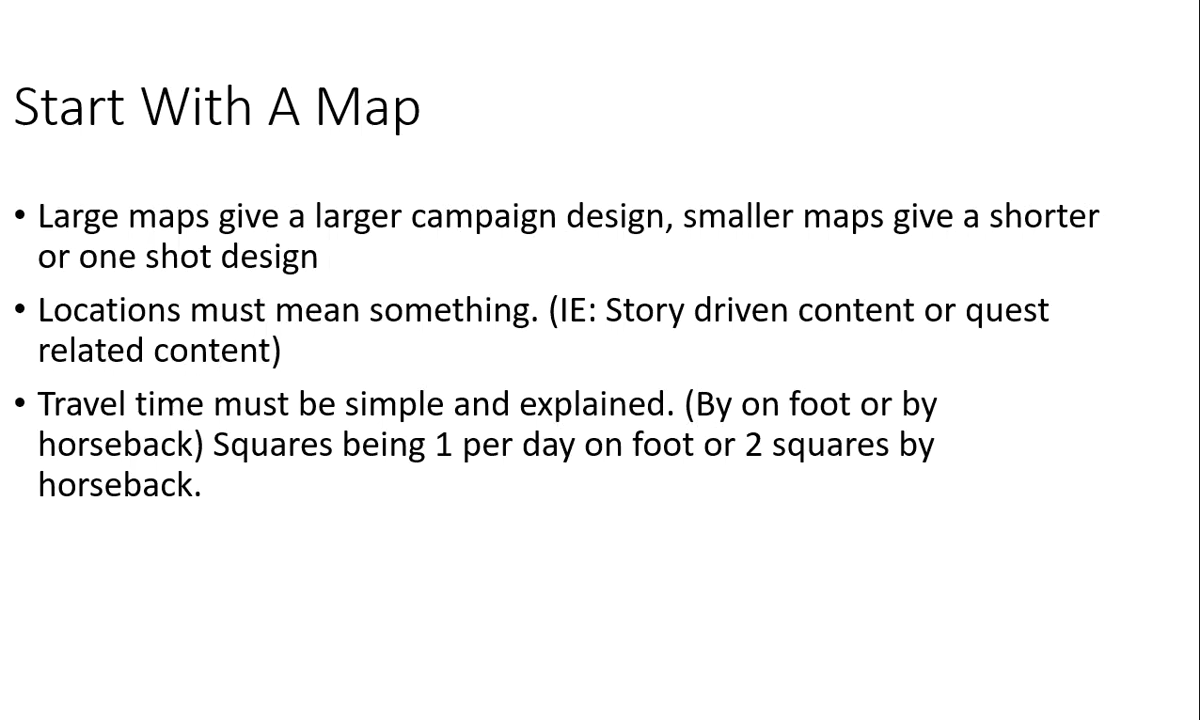 Start With A Map
• Large maps give a larger campaign design, smaller maps give a shorter
or one shot design
• Locations must mean something. (IE: Story driven content or quest
related content)
• Travel time must be simple and explained. (By on foot or by
horseback) Squares being 1 per day on foot or 2 squares by
horseback.